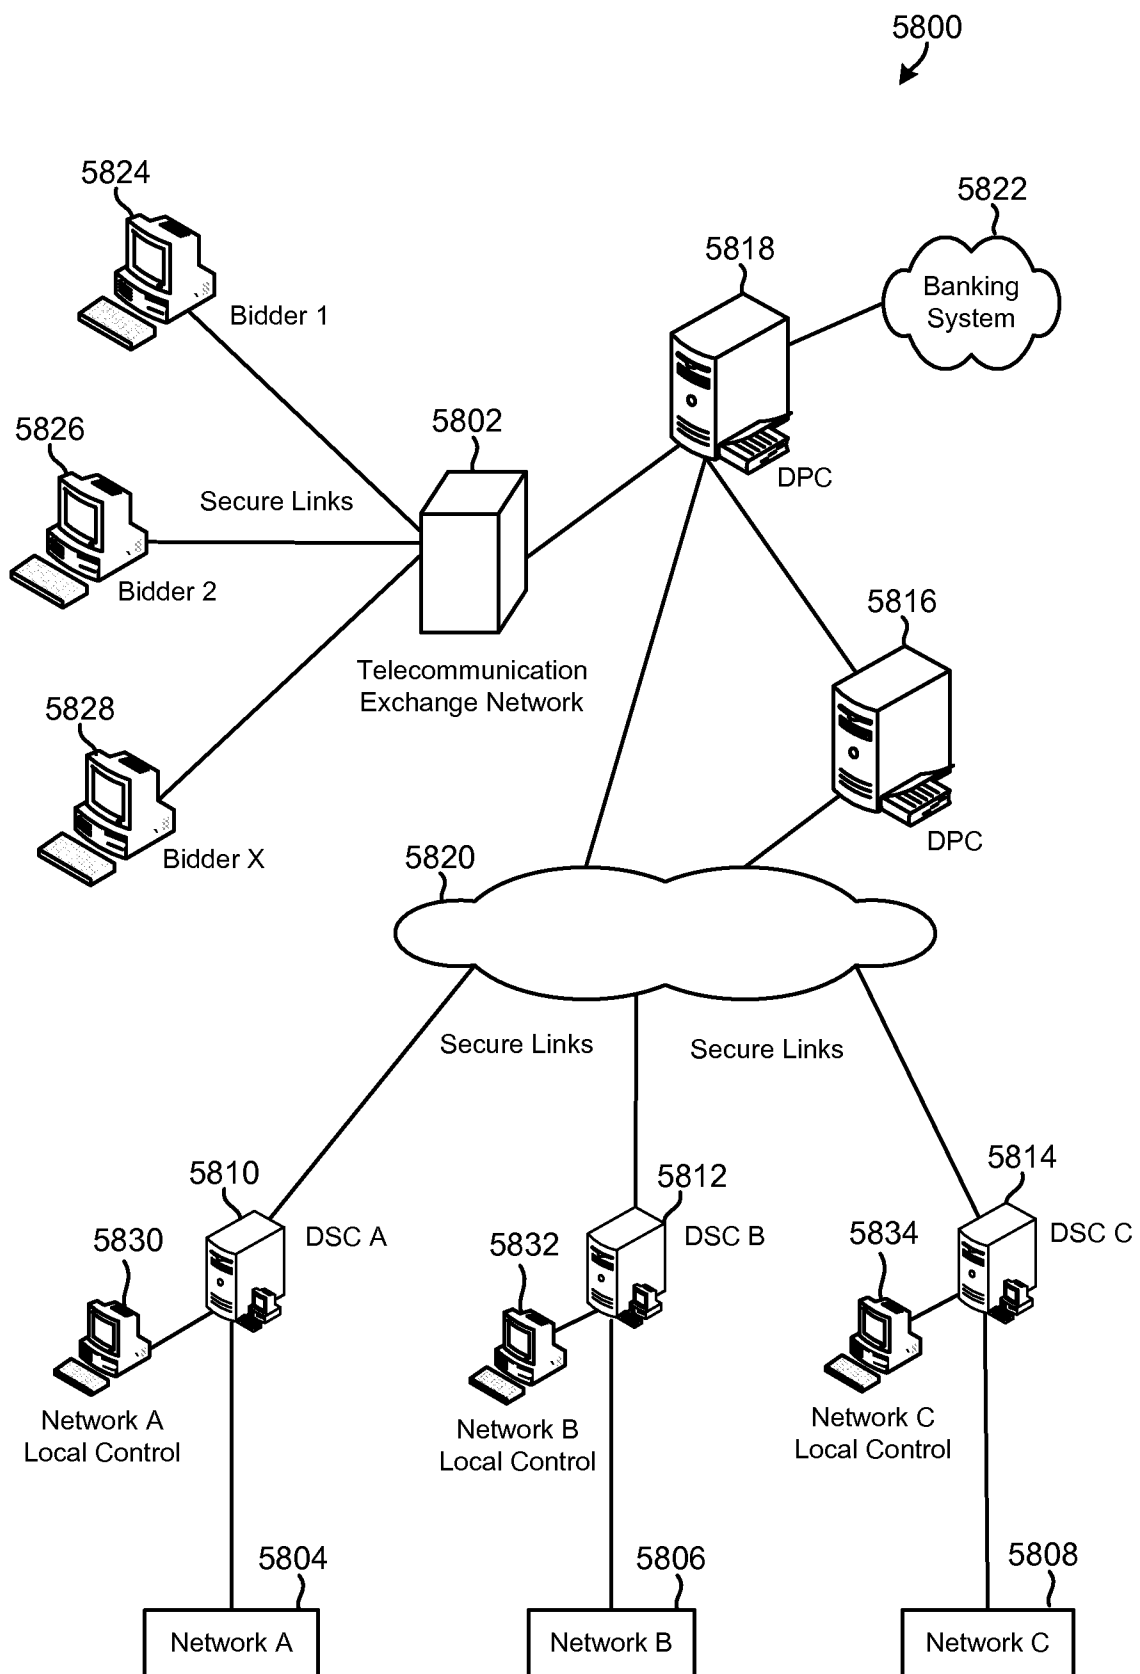 5800
5824
5822
5818
Banking
System
Bidder 1
5826
5802
DPC
Secure Links
Bidder 2
5816
Telecommunication
Exchange Network
5828
DPC
Bidder X
5820
Secure Links
Secure Links
5810
5812
5814
DSC A
DSC B
DSC C
5830
5832
5834
Network A
Local Control
Network B
Local Control
Network C
Local Control
5804
5806
5808
Network A
Network B
Network C